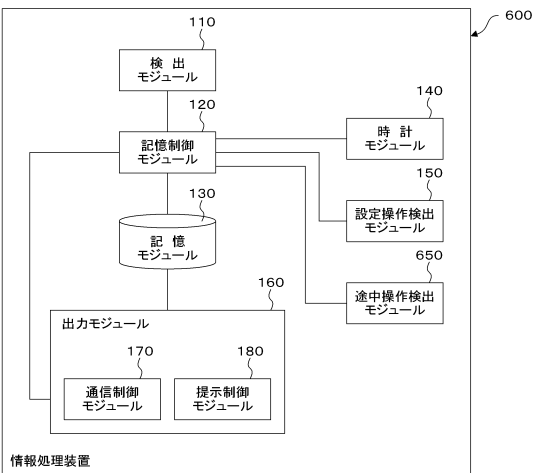 600
110
検 出
モジュール
120
記憶制御
モジュール
140
時 計
モジュール
130
記 憶
モジュール
150
設定操作検出
モジュール
650
途中操作検出
モジュール
160
出力モジュール
170
通信制御
モジュール
180
提示制御
モジュール
情報処理装置